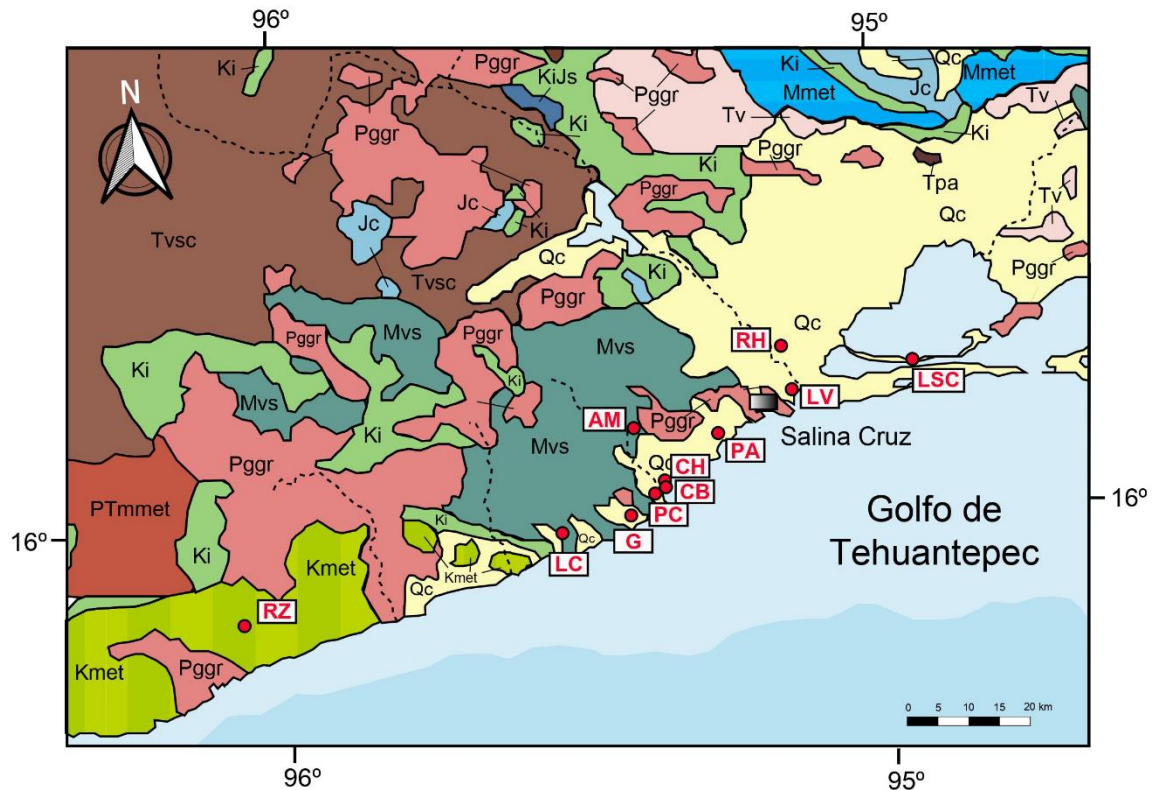 96º
95º
N
Ki
Pggr
KiJs
Ki
Pggr
Ki
Mmet
Qc
Jc
Mmet
Tv
Ki
Tv
Ki
Pggr
Tpa
Qc
Tv
Pggr
Jc
Jc
Ki
Pggr
Tvsc
Tvsc
Qc
Ki
Pggr
Pggr
Mvs
Pggr
Mvs
Qc
RH
LSC
LV
Ki
Pggr
Ki
Mvs
Ki
AM
Pggr
PA
Salina Cruz
Mvs
Qc
CH
CB
PC
G
Pggr
PTmmet
Ki
16º
16º
Golfo de
Tehuantepec
Ki
Kmet
Kmet
Qc
LC
Qc
RZ
Kmet
Pggr
0 5 10 15 20 km
96º
95º